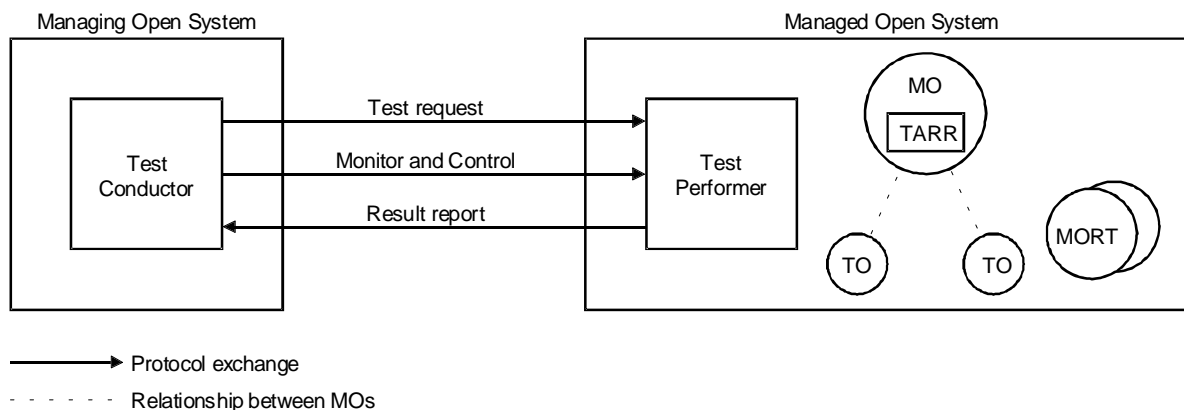 Managing Open System
Managed Open System
Test
Conductor
Test request
Monitor and Control
Result report
Test
Performer
MO
TARR
TO
TO
MORT
Protocol exchange
Relationship between MOs